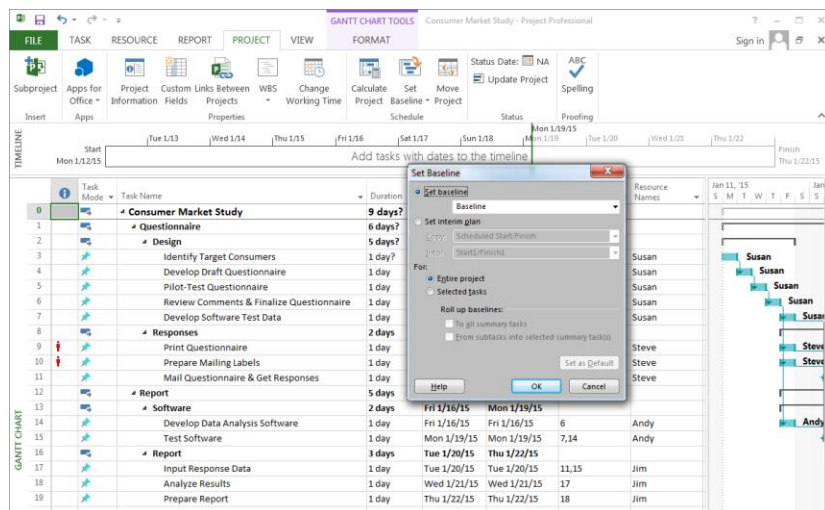 GANTT CHART TOOLS Consumer Market Study - Project Professional
FILE TASK RESOURCE REPORT PROJECT VIEW FORMAT Sign in
Subproject Apps for Office Project Information Custom Fields Links Between Projects WBS Change Working Time Calculate Project Set Baseline Move Project Status Date: NA Update Project ABC Spelling
Insert Apps Properties Schedule Status Proofing
Mon 1/19/15
TIMELINE
Tue 1/13 Wed 1/14 Thu 1/15 Fri 1/16 Sat 1/17 Sun 1/18 Mon 1/19 Tue 1/20 Wed 1/21 Thu 1/22
Start
Mon 1/12/15
Add tasks with dates to the timeline
Finish
Thu 1/22/15
Task Mode Task Name Duration Resource Names Jan 11, '15 Jan
S M T W T F S S
0 Consumer Market Study 9 days?
1 Questionnaire 6 days?
2 Design 5 days?
3 Identify Target Consumers 1 day? Susan Susan
4 Develop Draft Questionnaire 1 day Susan Susan
5 Pilot-Test Questionnaire 1 day Susan Susan
6 Review Comments & Finalize Questionnaire 1 day Susan Susan
7 Develop Software Test Data 1 day Susan Susan
8 Responses 2 days
9 Print Questionnaire 1 day Steve Steve
10 Prepare Mailing Labels 1 day Steve Steve
11 Mail Questionnaire & Get Responses 1 day Steve
12 Report 5 days
13 Software 2 days Fri 1/16/15 Mon 1/19/15
14 Develop Data Analysis Software 1 day Fri 1/16/15 Fri 1/16/15 6 Andy Andy
15 Test Software 1 day Mon 1/19/15 Mon 1/19/15 7,14 Andy
16 Report 3 days Tue 1/20/15 Thu 1/22/15
17 Input Response Data 1 day Tue 1/20/15 Tue 1/20/15 11,15 Jim
18 Analyze Results 1 day Wed 1/21/15 Wed 1/21/15 17 Jim
19 Prepare Report 1 day Thu 1/22/15 Thu 1/22/15 18 Jim
GANTT CHART
Set Baseline
Set baseline
Baseline
Set interim plan
Copy: Scheduled Start/Finish
Into: Start1/Finish1
For:
Entire project
Selected tasks
Roll up baselines:
To all summary tasks
From subtasks into selected summary task(s)
Set as Default
Help OK Cancel